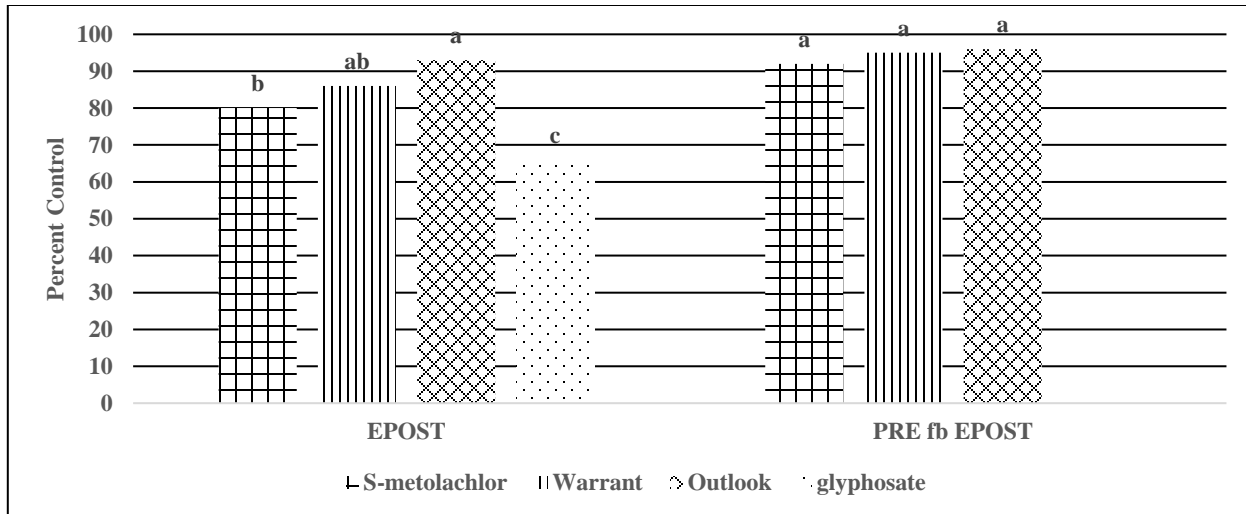 100
90
80
70
60
50
40
30
20
10
0
Percent Control
b
ab
a
c
a
a
a
EPOST
PRE fb EPOST
S-metolachlor Warrant Outlook glyphosate